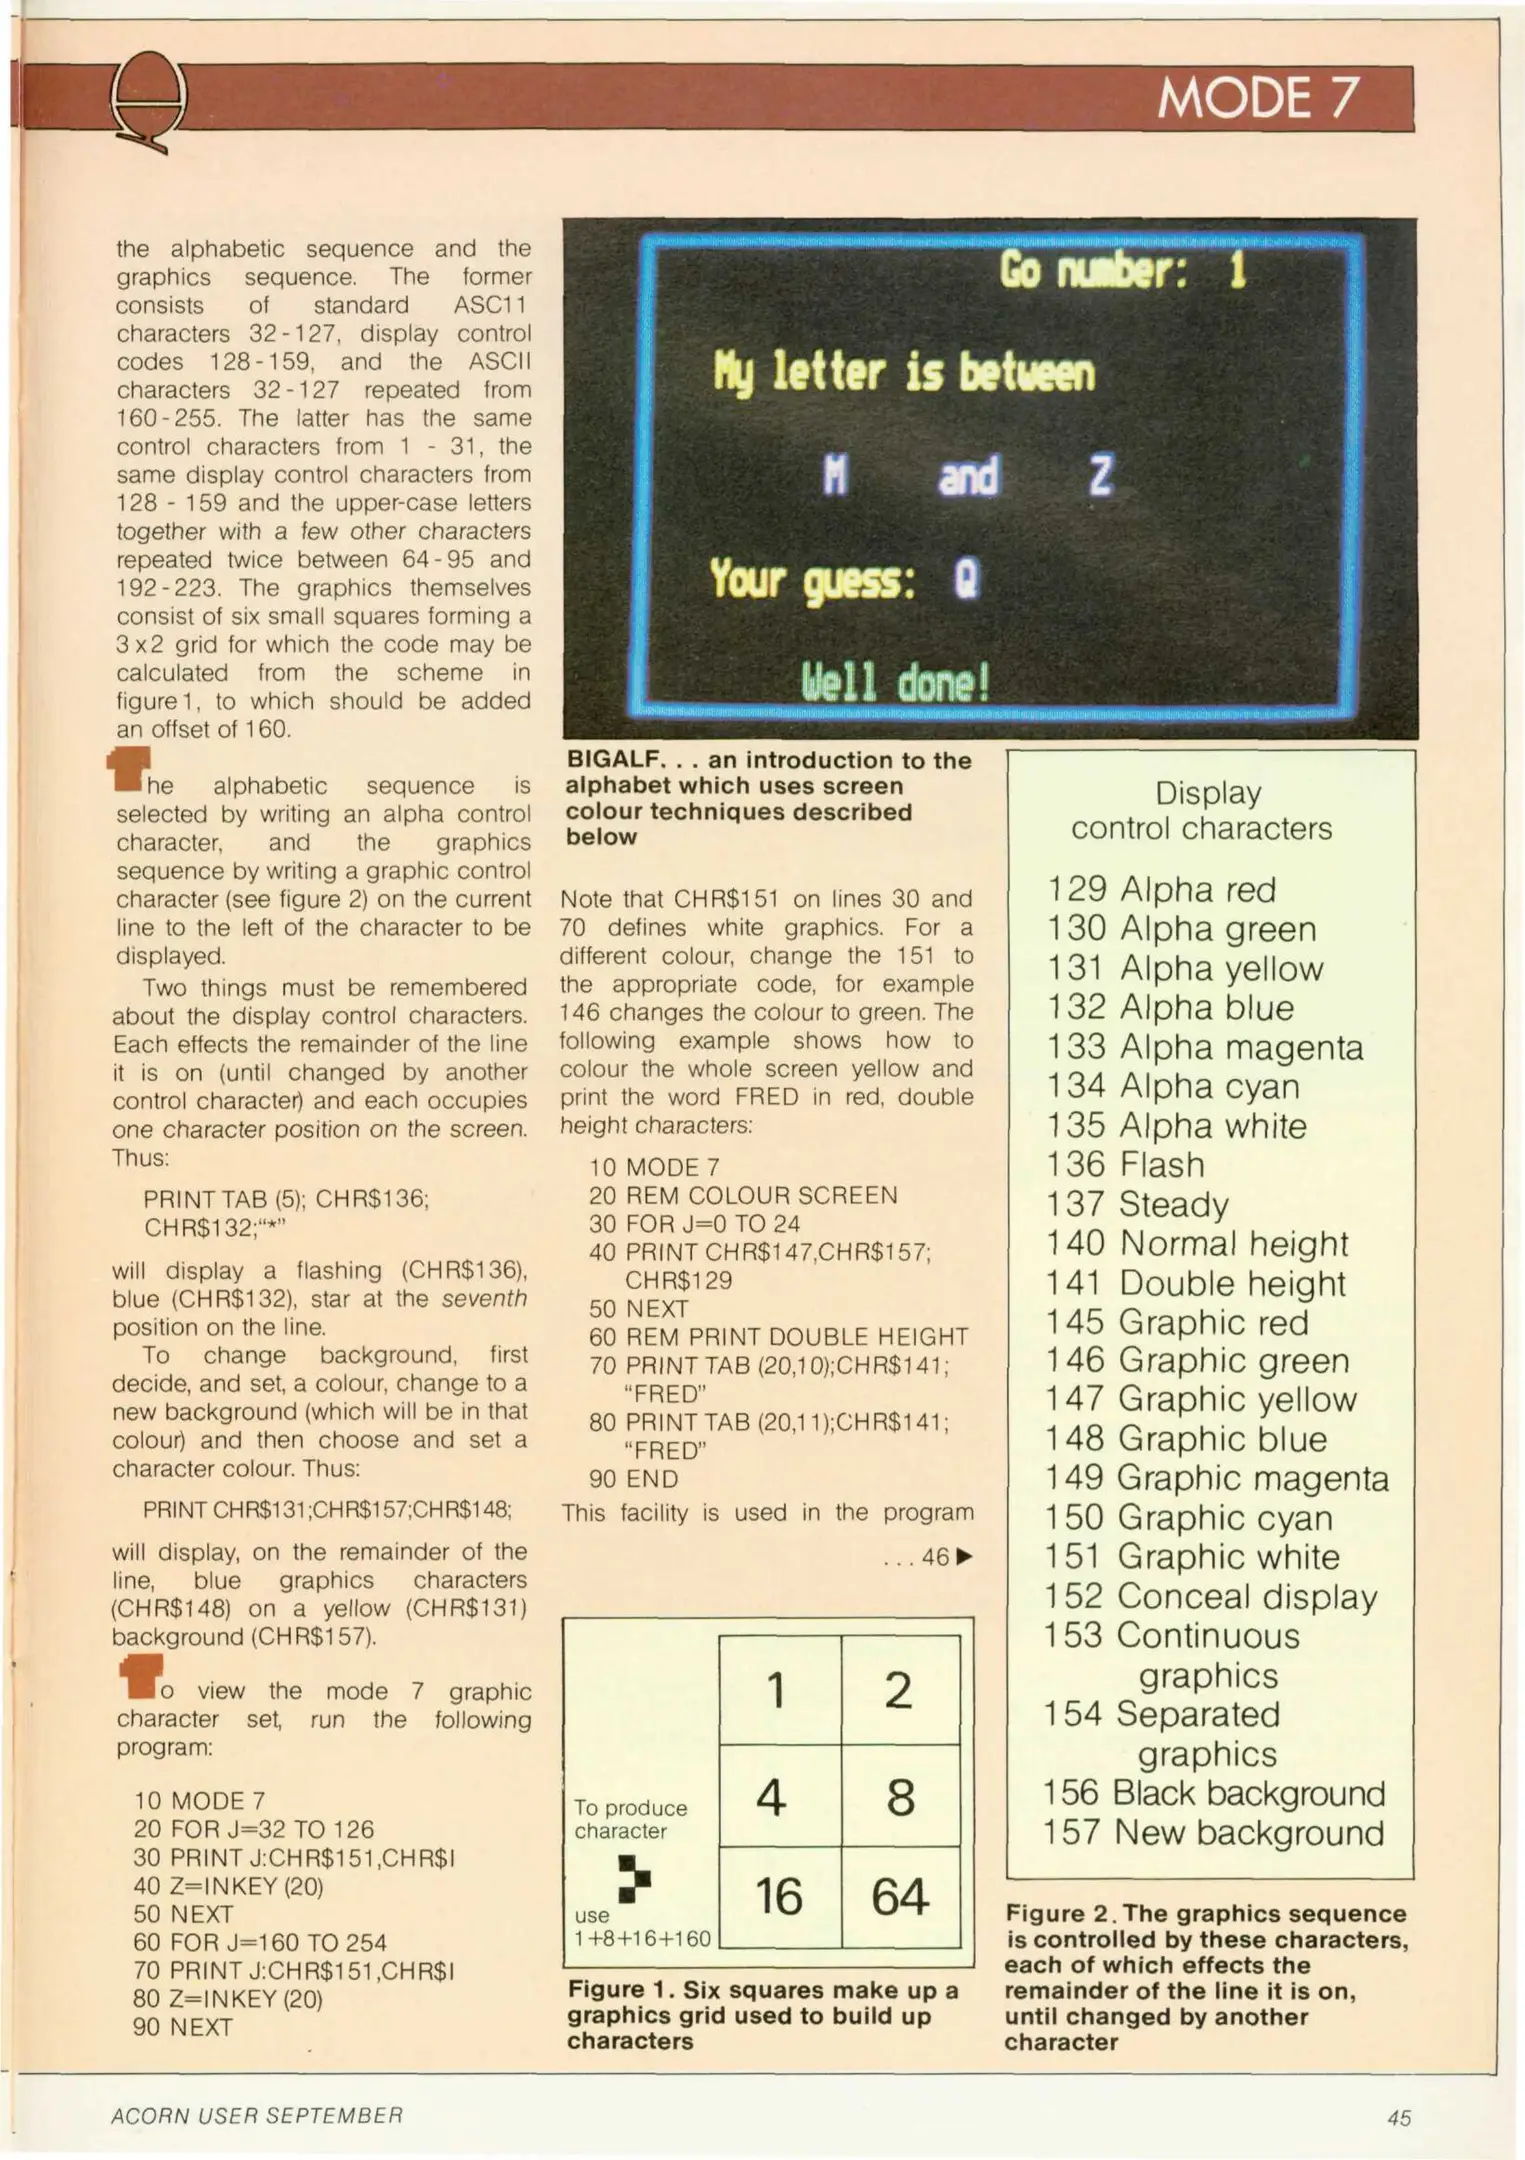 MODE 7
the alphabetic sequence and the
graphics sequence. The former
consists of standard ASC11
characters 32-127, display control
codes 128-159, and the ASCII
characters 32-127 repeated from
160-255. The latter has the same
control characters from 1 - 31, the
same display control characters from
128 - 159 and the upper-case letters
together with a few other characters
repeated twice between 64-95 and
192-223. The graphics themselves
consist of six small squares forming a
3x2 grid for which the code may be
calculated from the scheme in
figure 1, to which should be added
an offset of 160.
The alphabetic sequence is
selected by writing an alpha control
character, and the graphics
sequence by writing a graphic control
character (see figure 2) on the current
line to the left of the character to be
displayed.
Two things must be remembered
about the display control characters.
Each effects the remainder of the line
it is on (until changed by another
control character) and each occupies
one character position on the screen.
Thus:
PRINT TAB (5); CHR$136;
CHR$132;“*”
will display a flashing (CHR$136),
blue (CHR$132), star at the seventh
position on the line.
To change background, first
decide, and set, a colour, change to a
new background (which will be in that
colour) and then choose and set a
character colour. Thus:
PRINT CHR$131;CHR$157;CHR$148;
will display, on the remainder of the
line, blue graphics characters
(CHR$148) on a yellow (CHR$131)
background (CHR$157).
To view the mode 7 graphic
character set, run the following
program:
10 MODE 7
20 FOR J=32 TO 126
30 PRINT J:CHR$151,CHR$I
40 Z=INKEY (20)
50 NEXT
60 FOR J=160 TO 254
70 PRINT J:CHR$151,CHR$I
80 Z=INKEY (20)
90 NEXT
Go number: 1
My letter is between
M and Z
Your guess: Q
Well done!
BIGALF. . . an introduction to the
alphabet which uses screen
colour techniques described
below
Note that CHR$151 on lines 30 and
70 defines white graphics. For a
different colour, change the 151 to
the appropriate code, for example
146 changes the colour to green. The
following example shows how to
colour the whole screen yellow and
print the word FRED in red, double
height characters:
10 MODE 7
20 REM COLOUR SCREEN
30 FOR J=0 TO 24
40 PRINT CHR$147,CHR$157;
CHR$129
50 NEXT
60 REM PRINT DOUBLE HEIGHT
70 PRINT TAB (20,10);CHR$141;
“FRED”
80 PRINT TAB (20,11);CHR$141;
“FRED”
90 END
This facility is used in the program
. . . 46 ►
1 2
4 8
16 64
To produce
character
use
1+8+16+160
Figure 1. Six squares make up a
graphics grid used to build up
characters
Display
control characters
129 Alpha red
130 Alpha green
131 Alpha yellow
132 Alpha blue
133 Alpha magenta
134 Alpha cyan
135 Alpha white
136 Flash
137 Steady
140 Normal height
141 Double height
145 Graphic red
146 Graphic green
147 Graphic yellow
148 Graphic blue
149 Graphic magenta
150 Graphic cyan
151 Graphic white
152 Conceal display
153 Continuous
graphics
154 Separated
graphics
156 Black background
157 New background
Figure 2. The graphics sequence
is controlled by these characters,
each of which effects the
remainder of the line it is on,
until changed by another
character
ACORN USER SEPTEMBER
45